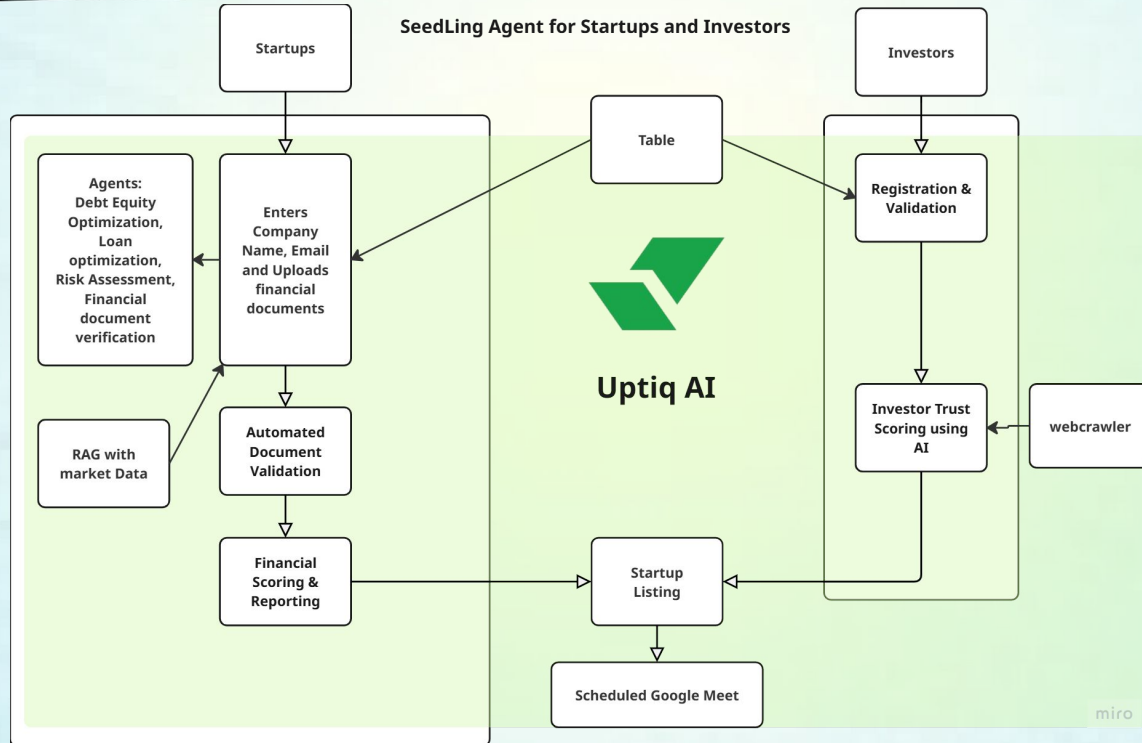 SeedLing Agent for Startups and Investors
Startups
Investors
Table
Agents:
Debt Equity
Optimization,
Loan
optimization,
Risk Assessment,
Financial
document
verification
Enters
Company
Name, Email
and Uploads
financial
documents
Registration &
Validation
Uptiq AI
RAG with
market Data
Automated
Document
Validation
Investor Trust
Scoring using
AI
webcrawler
Financial
Scoring &
Reporting
Startup
Listing
Scheduled Google Meet
miro